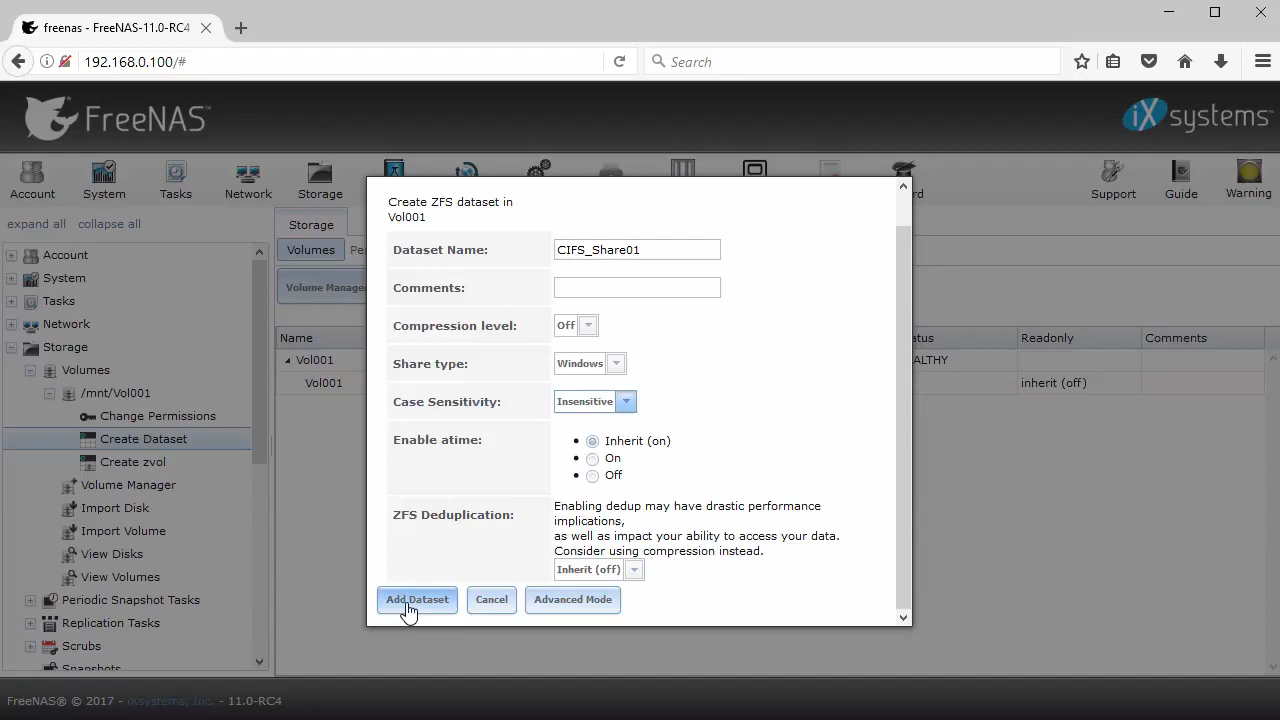 freenas - FreeNAS-11.0-RC4
192.168.0.100/#
Search
FreeNAS™
iXsystems™
Account
System
Tasks
Network
Storage
Support
Guide
Warning
expand all
collapse all
Storage
Volumes
Volume Manage
Account
System
Tasks
Network
Storage
Volumes
/mnt/Vol001
Change Permissions
Create Dataset
Create zvol
Volume Manager
Import Disk
Import Volume
View Disks
View Volumes
Periodic Snapshot Tasks
Replication Tasks
Scrubs
Snapshots
Name
Readonly
Comments
Vol001
ALTHY
Vol001
inherit (off)
Create ZFS dataset in
Vol001
Dataset Name:
CIFS_Share01
Comments:
Compression level:
Off
Share type:
Windows
Case Sensitivity:
Insensitive
Enable atime:
Inherit (on)
On
Off
ZFS Deduplication:
Enabling dedup may have drastic performance
implications,
as well as impact your ability to access your data.
Consider using compression instead.
Inherit (off)
Add Dataset
Cancel
Advanced Mode
FreeNAS® © 2017 - iXsystems, Inc. - 11.0-RC4